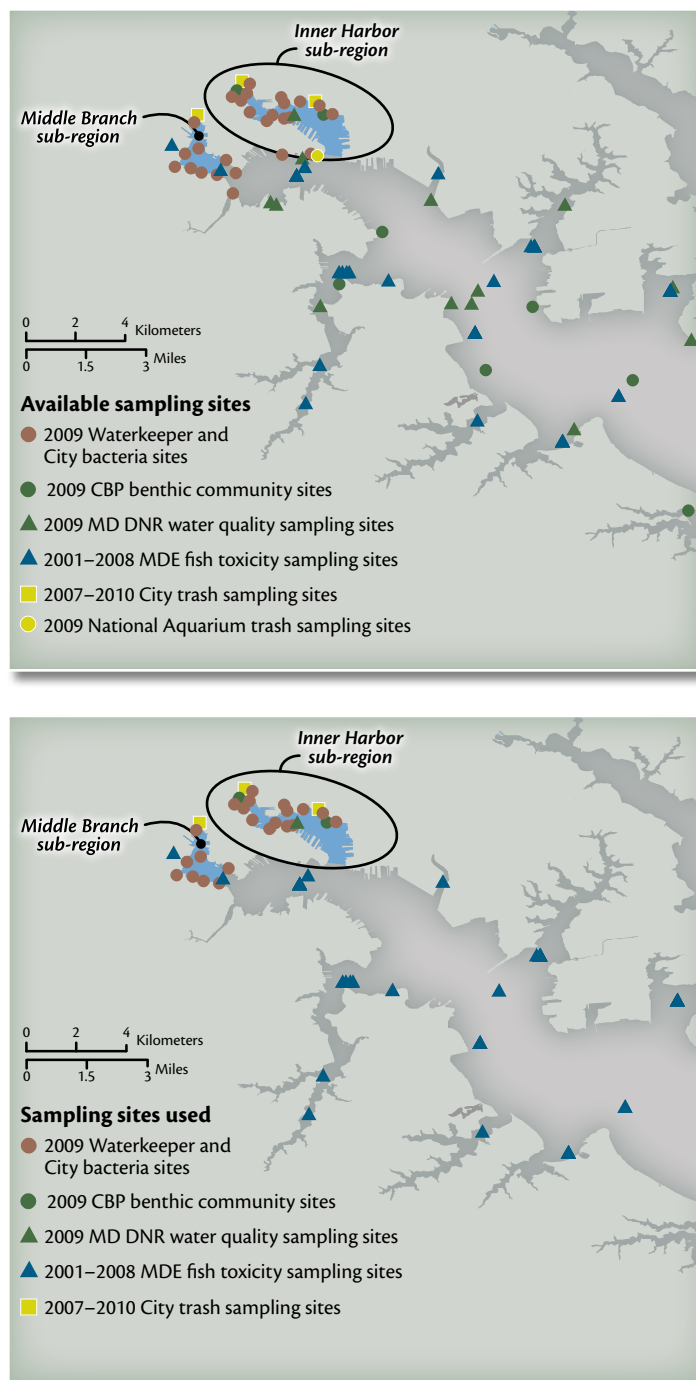 Inner Harbor
sub-region
Middle Branch
sub-region
0 2 4 Kilometers
0 1.5 3 Miles
Available sampling sites
2009 Waterkeeper and
City bacteria sites
2009 CBP benthic community sites
2009 MD DNR water quality sampling sites
2001–2008 MDE fish toxicity sampling sites
2007–2010 City trash sampling sites
2009 National Aquarium trash sampling sites
Inner Harbor
sub-region
Middle Branch
sub-region
0 2 4 Kilometers
0 1.5 3 Miles
Sampling sites used
2009 Waterkeeper and
City bacteria sites
2009 CBP benthic community sites
2009 MD DNR water quality sampling sites
2001–2008 MDE fish toxicity sampling sites
2007–2010 City trash sampling sites